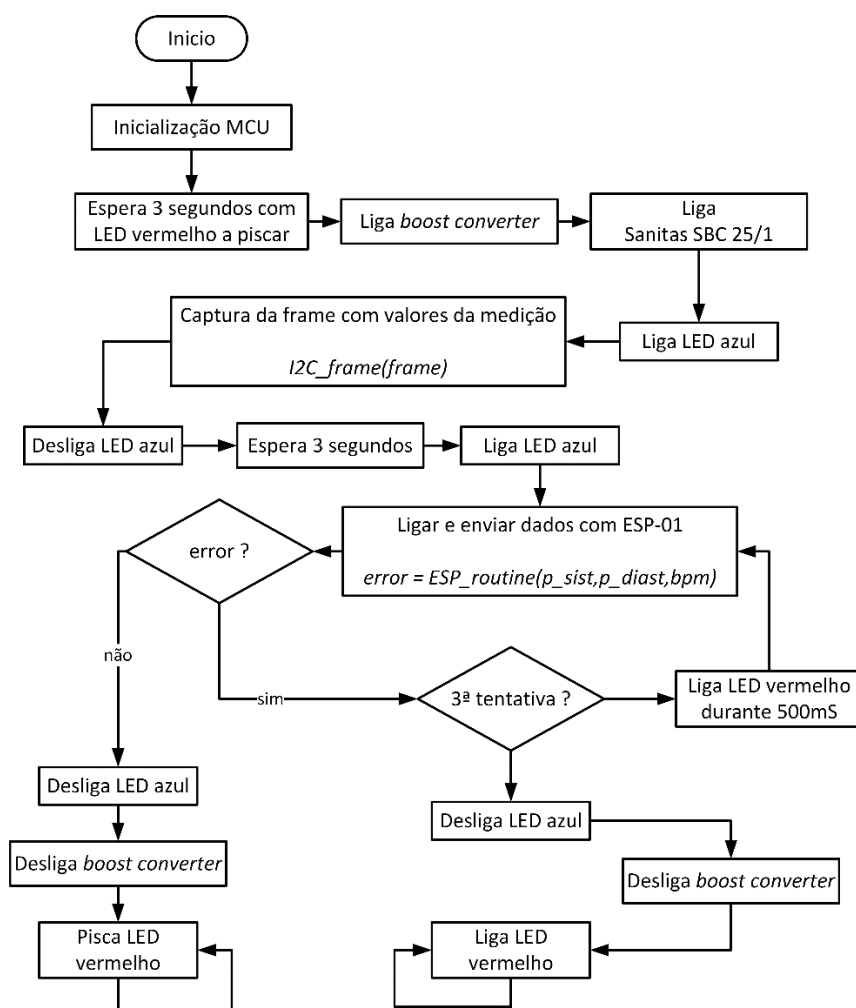 Inicio
Inicialização MCU
Espera 3 segundos com
LED vermelho a piscar
Liga boost converter
Liga
Sanitas SBC 25/1
Liga LED azul
Captura da frame com valores da medição
I2C_frame(frame)
Desliga LED azul
Espera 3 segundos
Liga LED azul
Ligar e enviar dados com ESP-01
error = ESP_routine(p_sist,p_diast,bpm)
error ?
não
sim
3ª tentativa ?
Liga LED vermelho
durante 500mS
Desliga LED azul
Desliga boost converter
Pisca LED
vermelho
Desliga LED azul
Desliga boost converter
Liga LED
vermelho